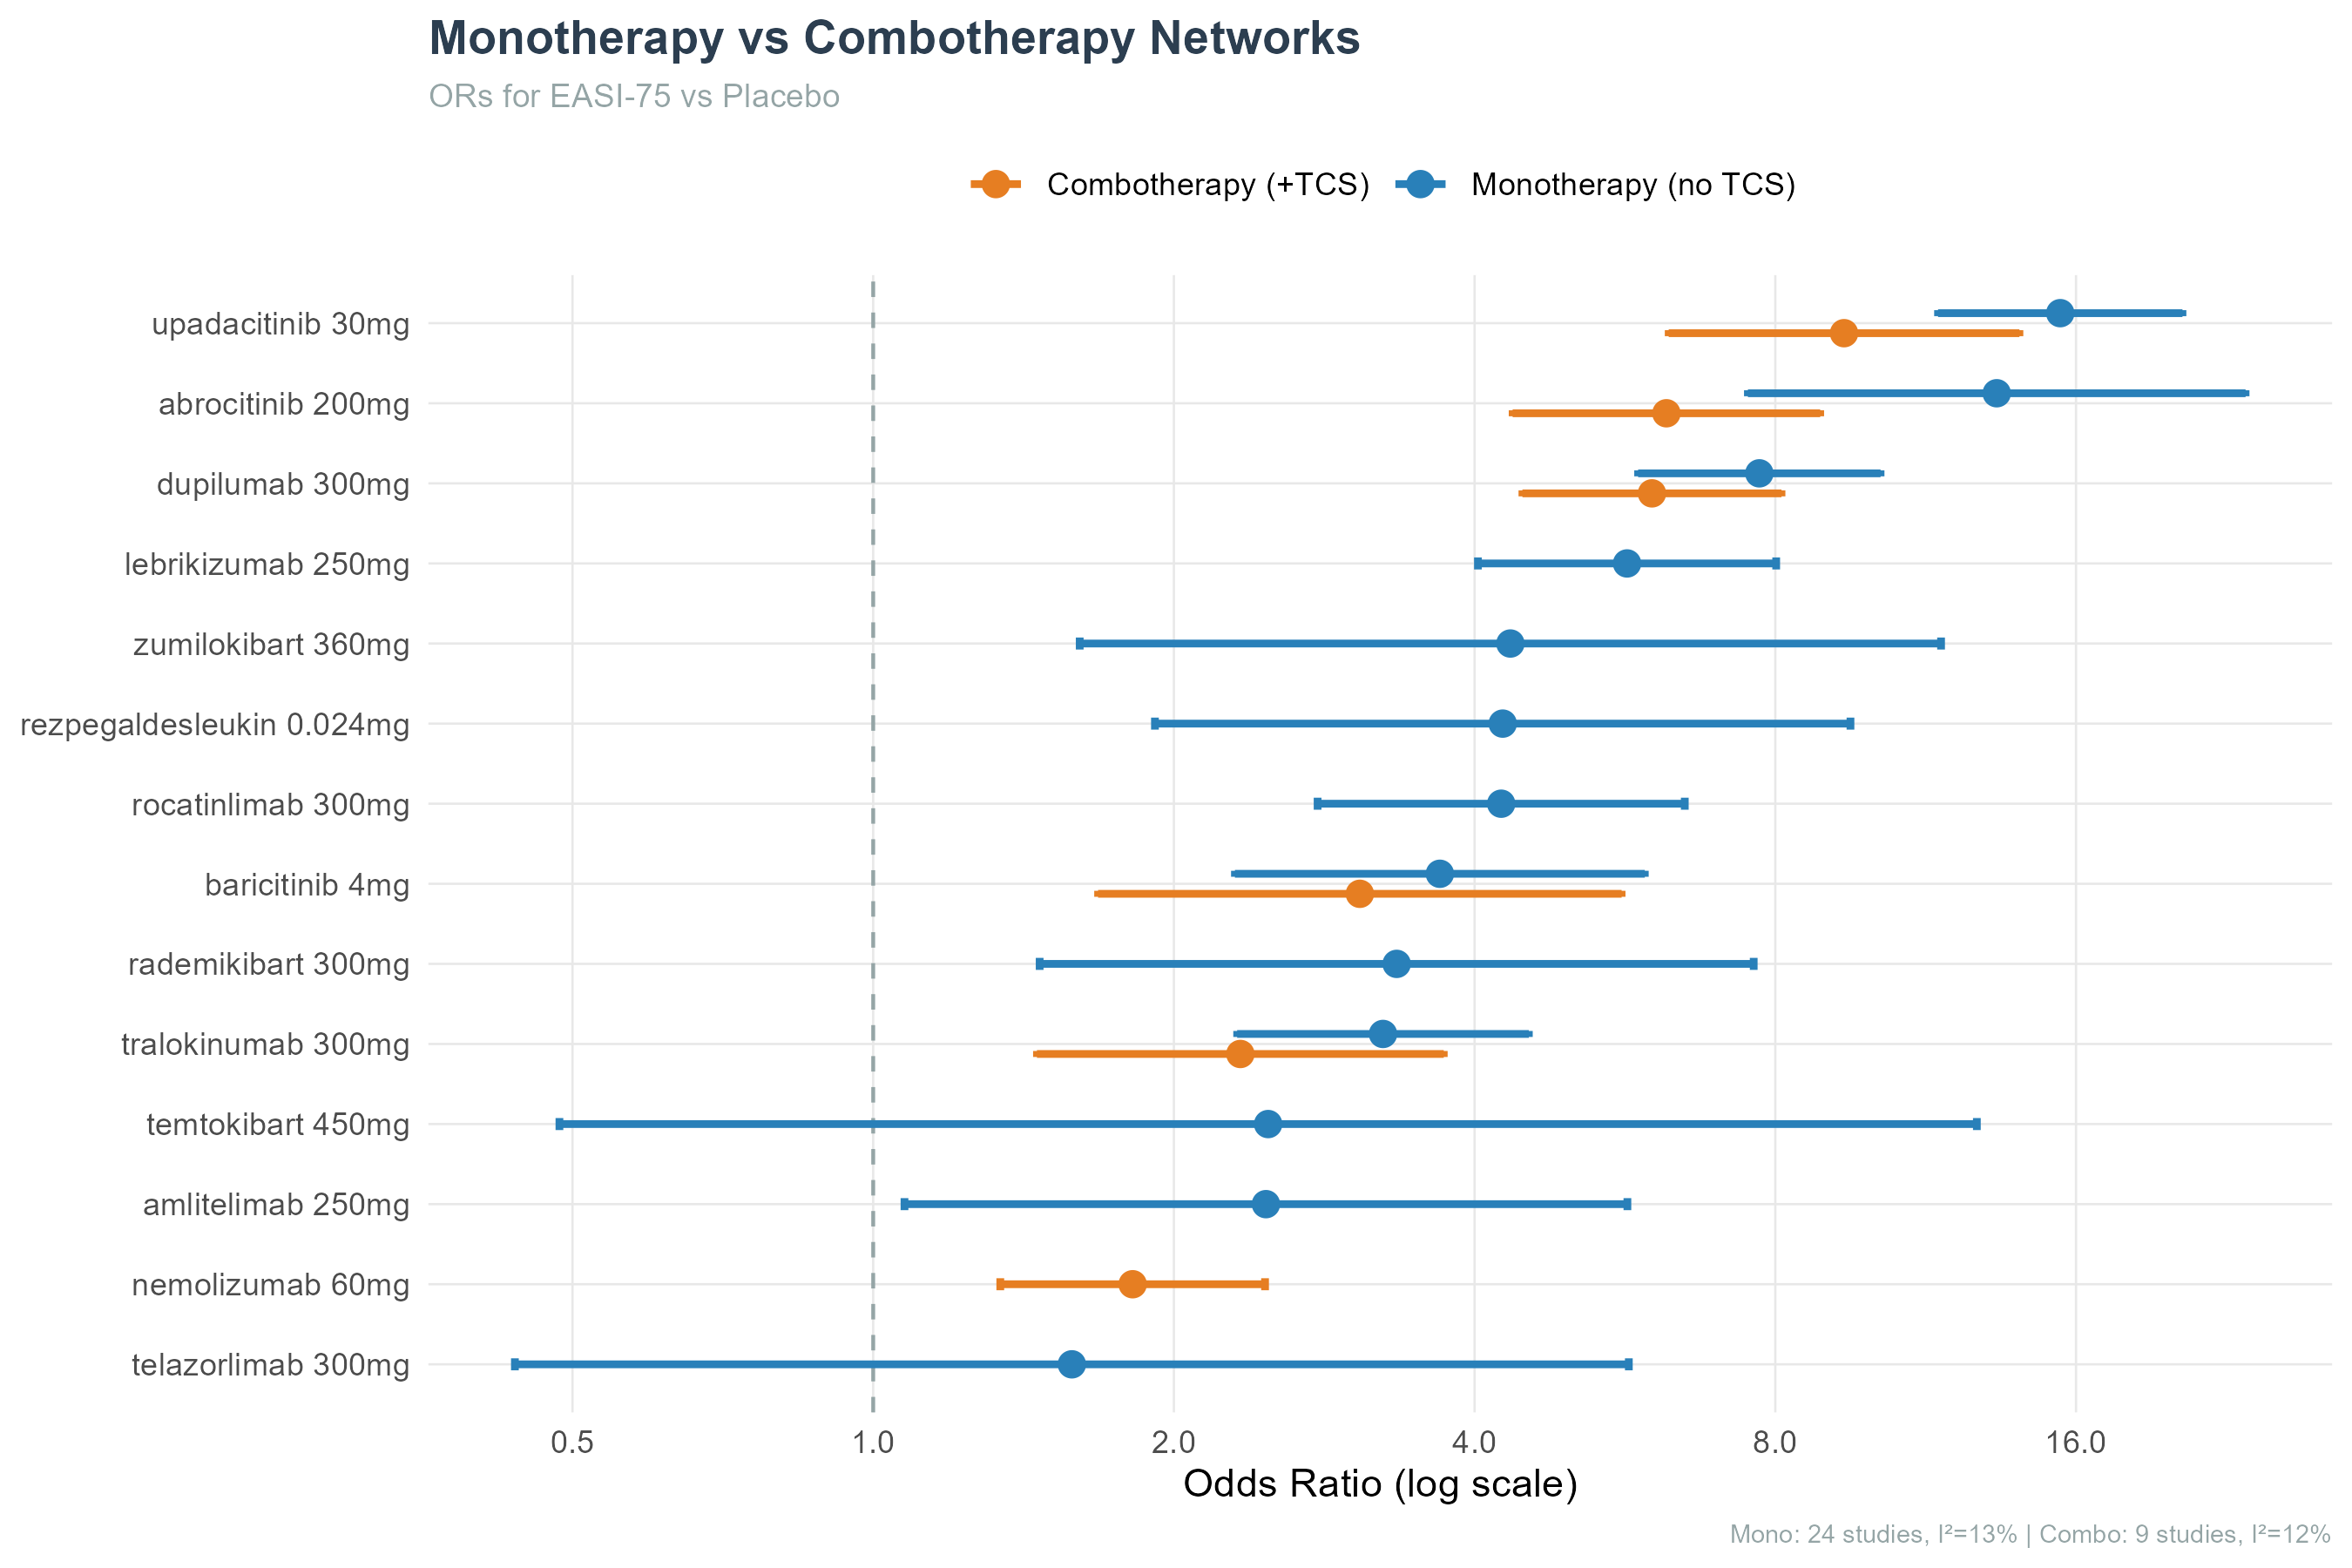 Monotherapy vs Combotherapy Networks
ORs for EASI-75 vs Placebo
Combotherapy (+TCS) Monotherapy (no TCS)
upadacitinib 30mg
abrocitinib 200mg
dupilumab 300mg
lebrikizumab 250mg
zumilokibart 360mg
rezpegaldesleukin 0.024mg
rocatinlimab 300mg
baricitinib 4mg
rademikibart 300mg
tralokinumab 300mg
temtokibart 450mg
amlitelimab 250mg
nemolizumab 60mg
telazorlimab 300mg
0.5 1.0 2.0 4.0 8.0 16.0
Odds Ratio (log scale)
Mono: 24 studies, I²=13% | Combo: 9 studies, I²=12%